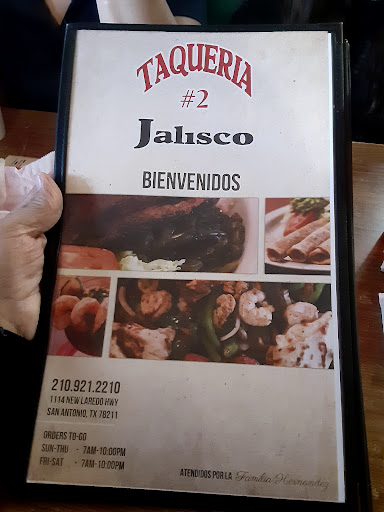 TAQUERIA
#2
Jalisco
BIENVENIDOS
210.921.2210
1114 NEW LAREDO HWY
SAN ANTONIO, TX 78211
ORDERS TO-GO
SUN-THU - 7AM-10:00PM
FRI-SAT - 7AM-10:00PM
ATENDIDOS POR LA Familia Hernandez